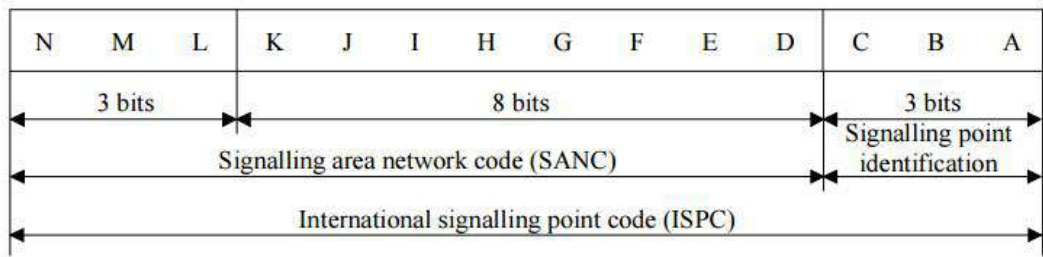 N M L K J I H G F E D C B A
3 bits 8 bits 3 bits
Signalling area network code (SANC)
Signalling point
identification
International signalling point code (ISPC)